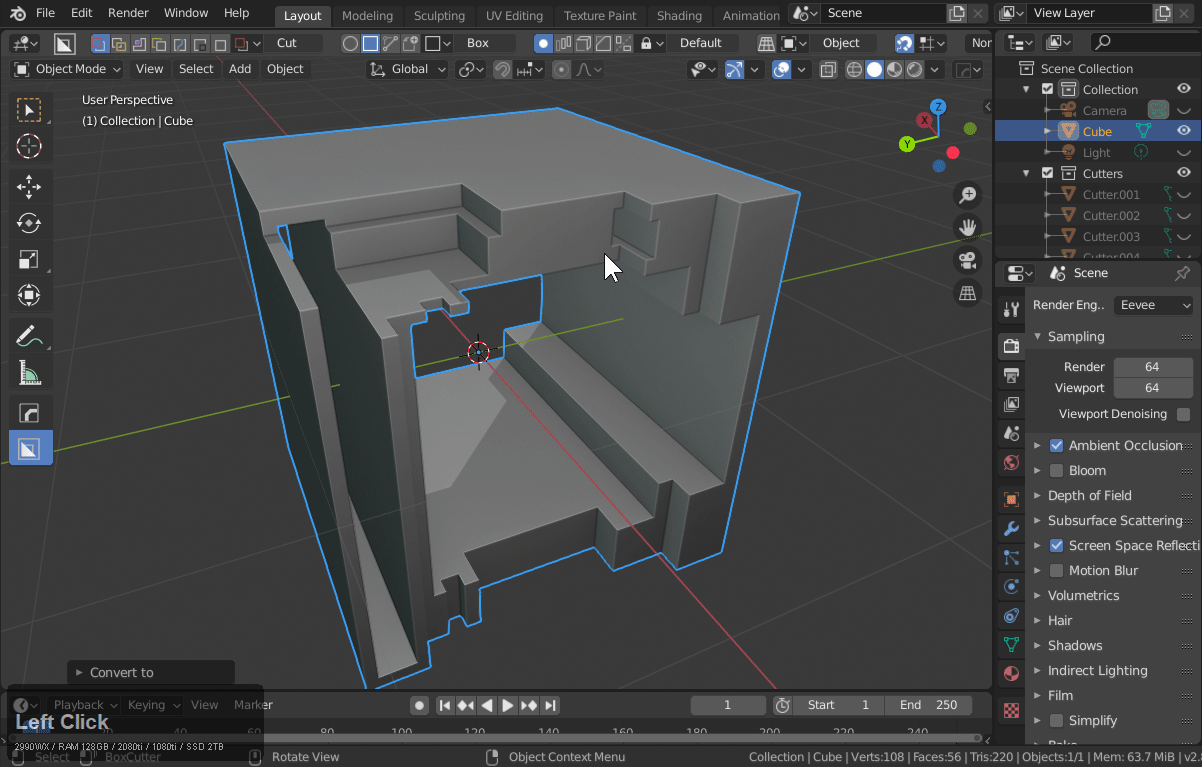 File Edit Render Window Help Layout Modeling Sculpting UV Editing Texture Paint Shading Animation Scene View Layer
Cut Box Default Object Nor
Object Mode View Select Add Object Global
User Perspective
(1) Collection | Cube
Scene Collection
Collection
Camera
Cube
Light
Cutters
Cutter.001
Cutter.002
Cutter.003
Cutter.004
Z
X
Y
Scene
Render Eng.. Eevee
Sampling
Render 64
Viewport 64
Viewport Denoising
Ambient Occlusion
Bloom
Depth of Field
Subsurface Scattering
Screen Space Reflecti
Motion Blur
Volumetrics
Hair
Shadows
Indirect Lighting
Film
Simplify
Convert to
Playback Keying View Marker 1 Start 1 End 250
Left Click
80 100 120 140 160 180 200 220 240
2990WX / RAM 128GB / 2080ti / 1080ti / SSD 2TB
Select BoxCutter Rotate View Object Context Menu Collection | Cube | Verts:108 | Faces:56 | Tris:220 | Objects:1/1 | Mem: 63.7 MiB | v2.